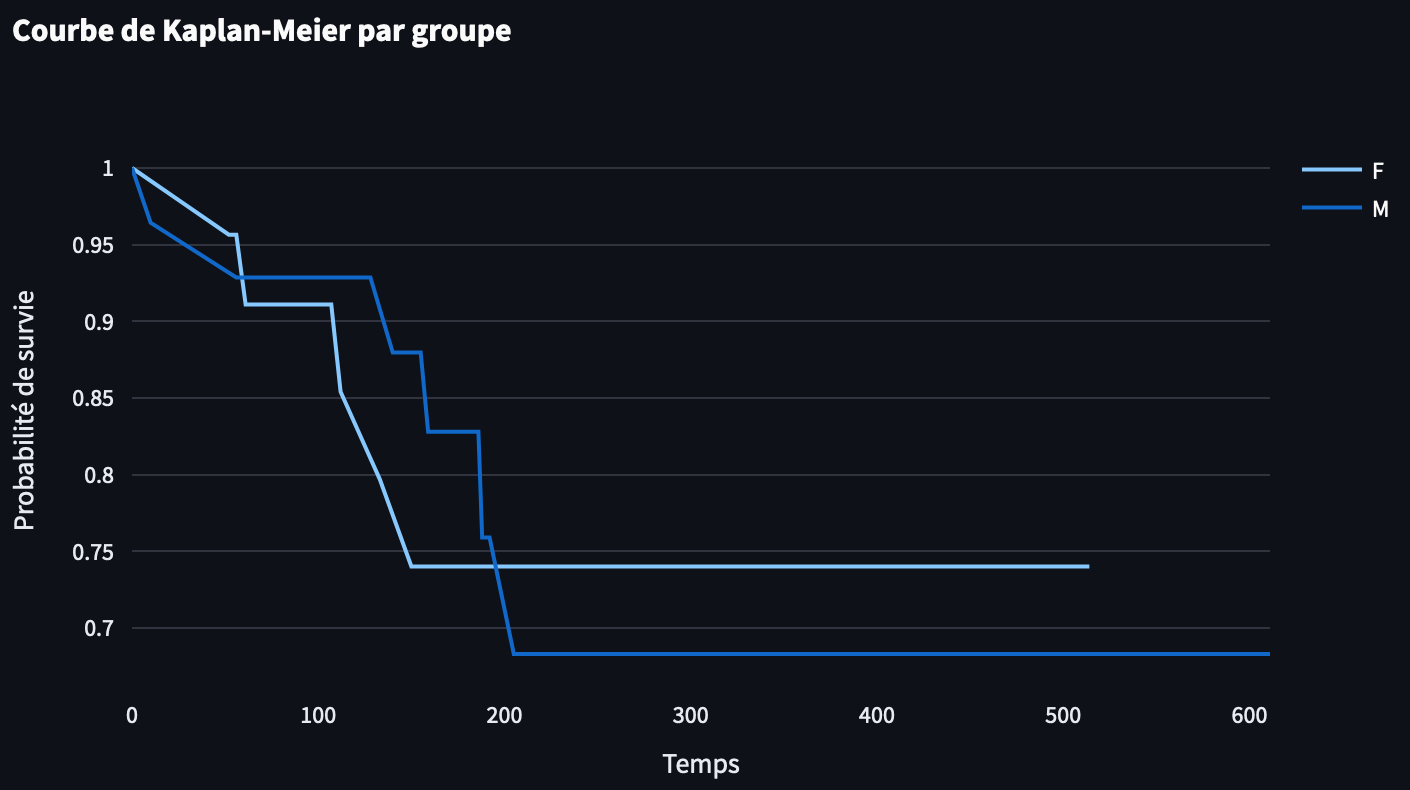 Courbe de Kaplan-Meier par groupe
F
M
Probabilité de survie
1
0.95
0.9
0.85
0.8
0.75
0.7
0 100 200 300 400 500 600
Temps